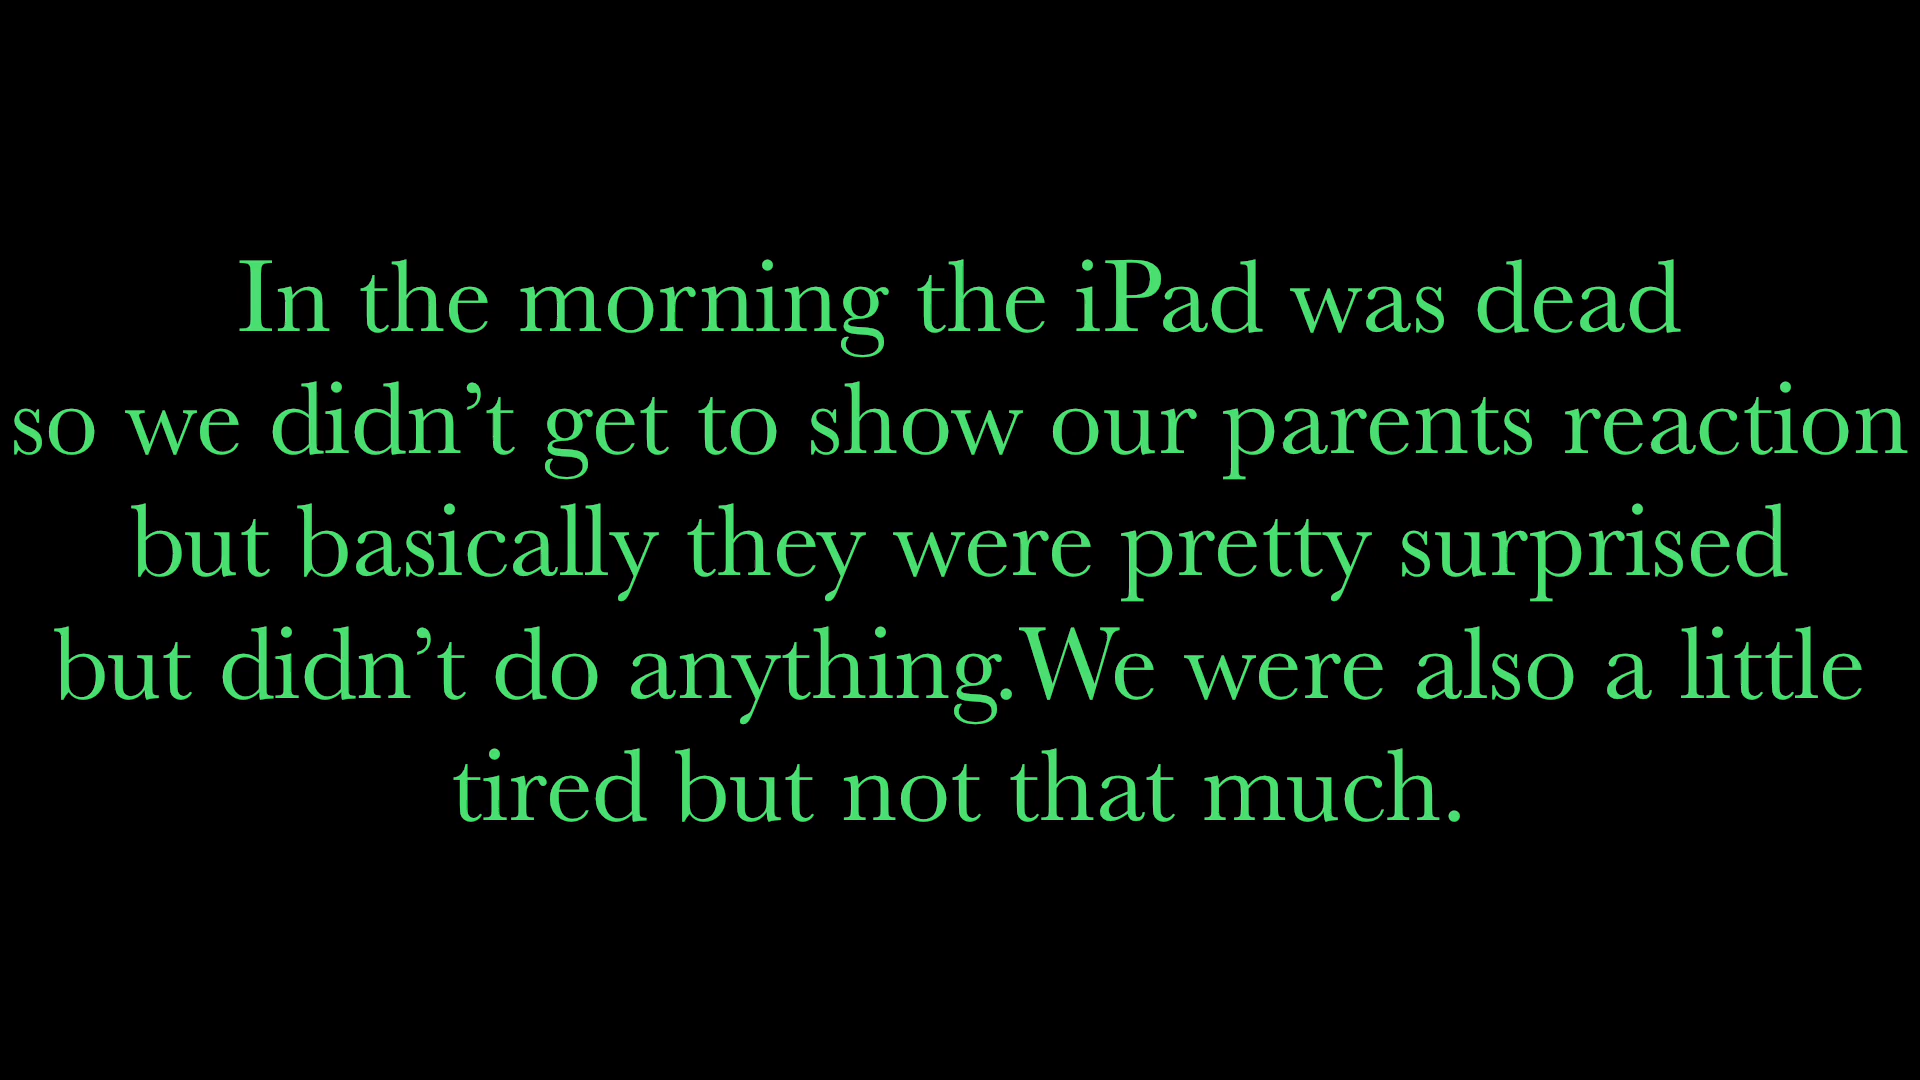 In the morning the iPad was dead
so we didn’t get to show our parents reaction
but basically they were pretty surprised
but didn’t do anything.We were also a little
tired but not that much.